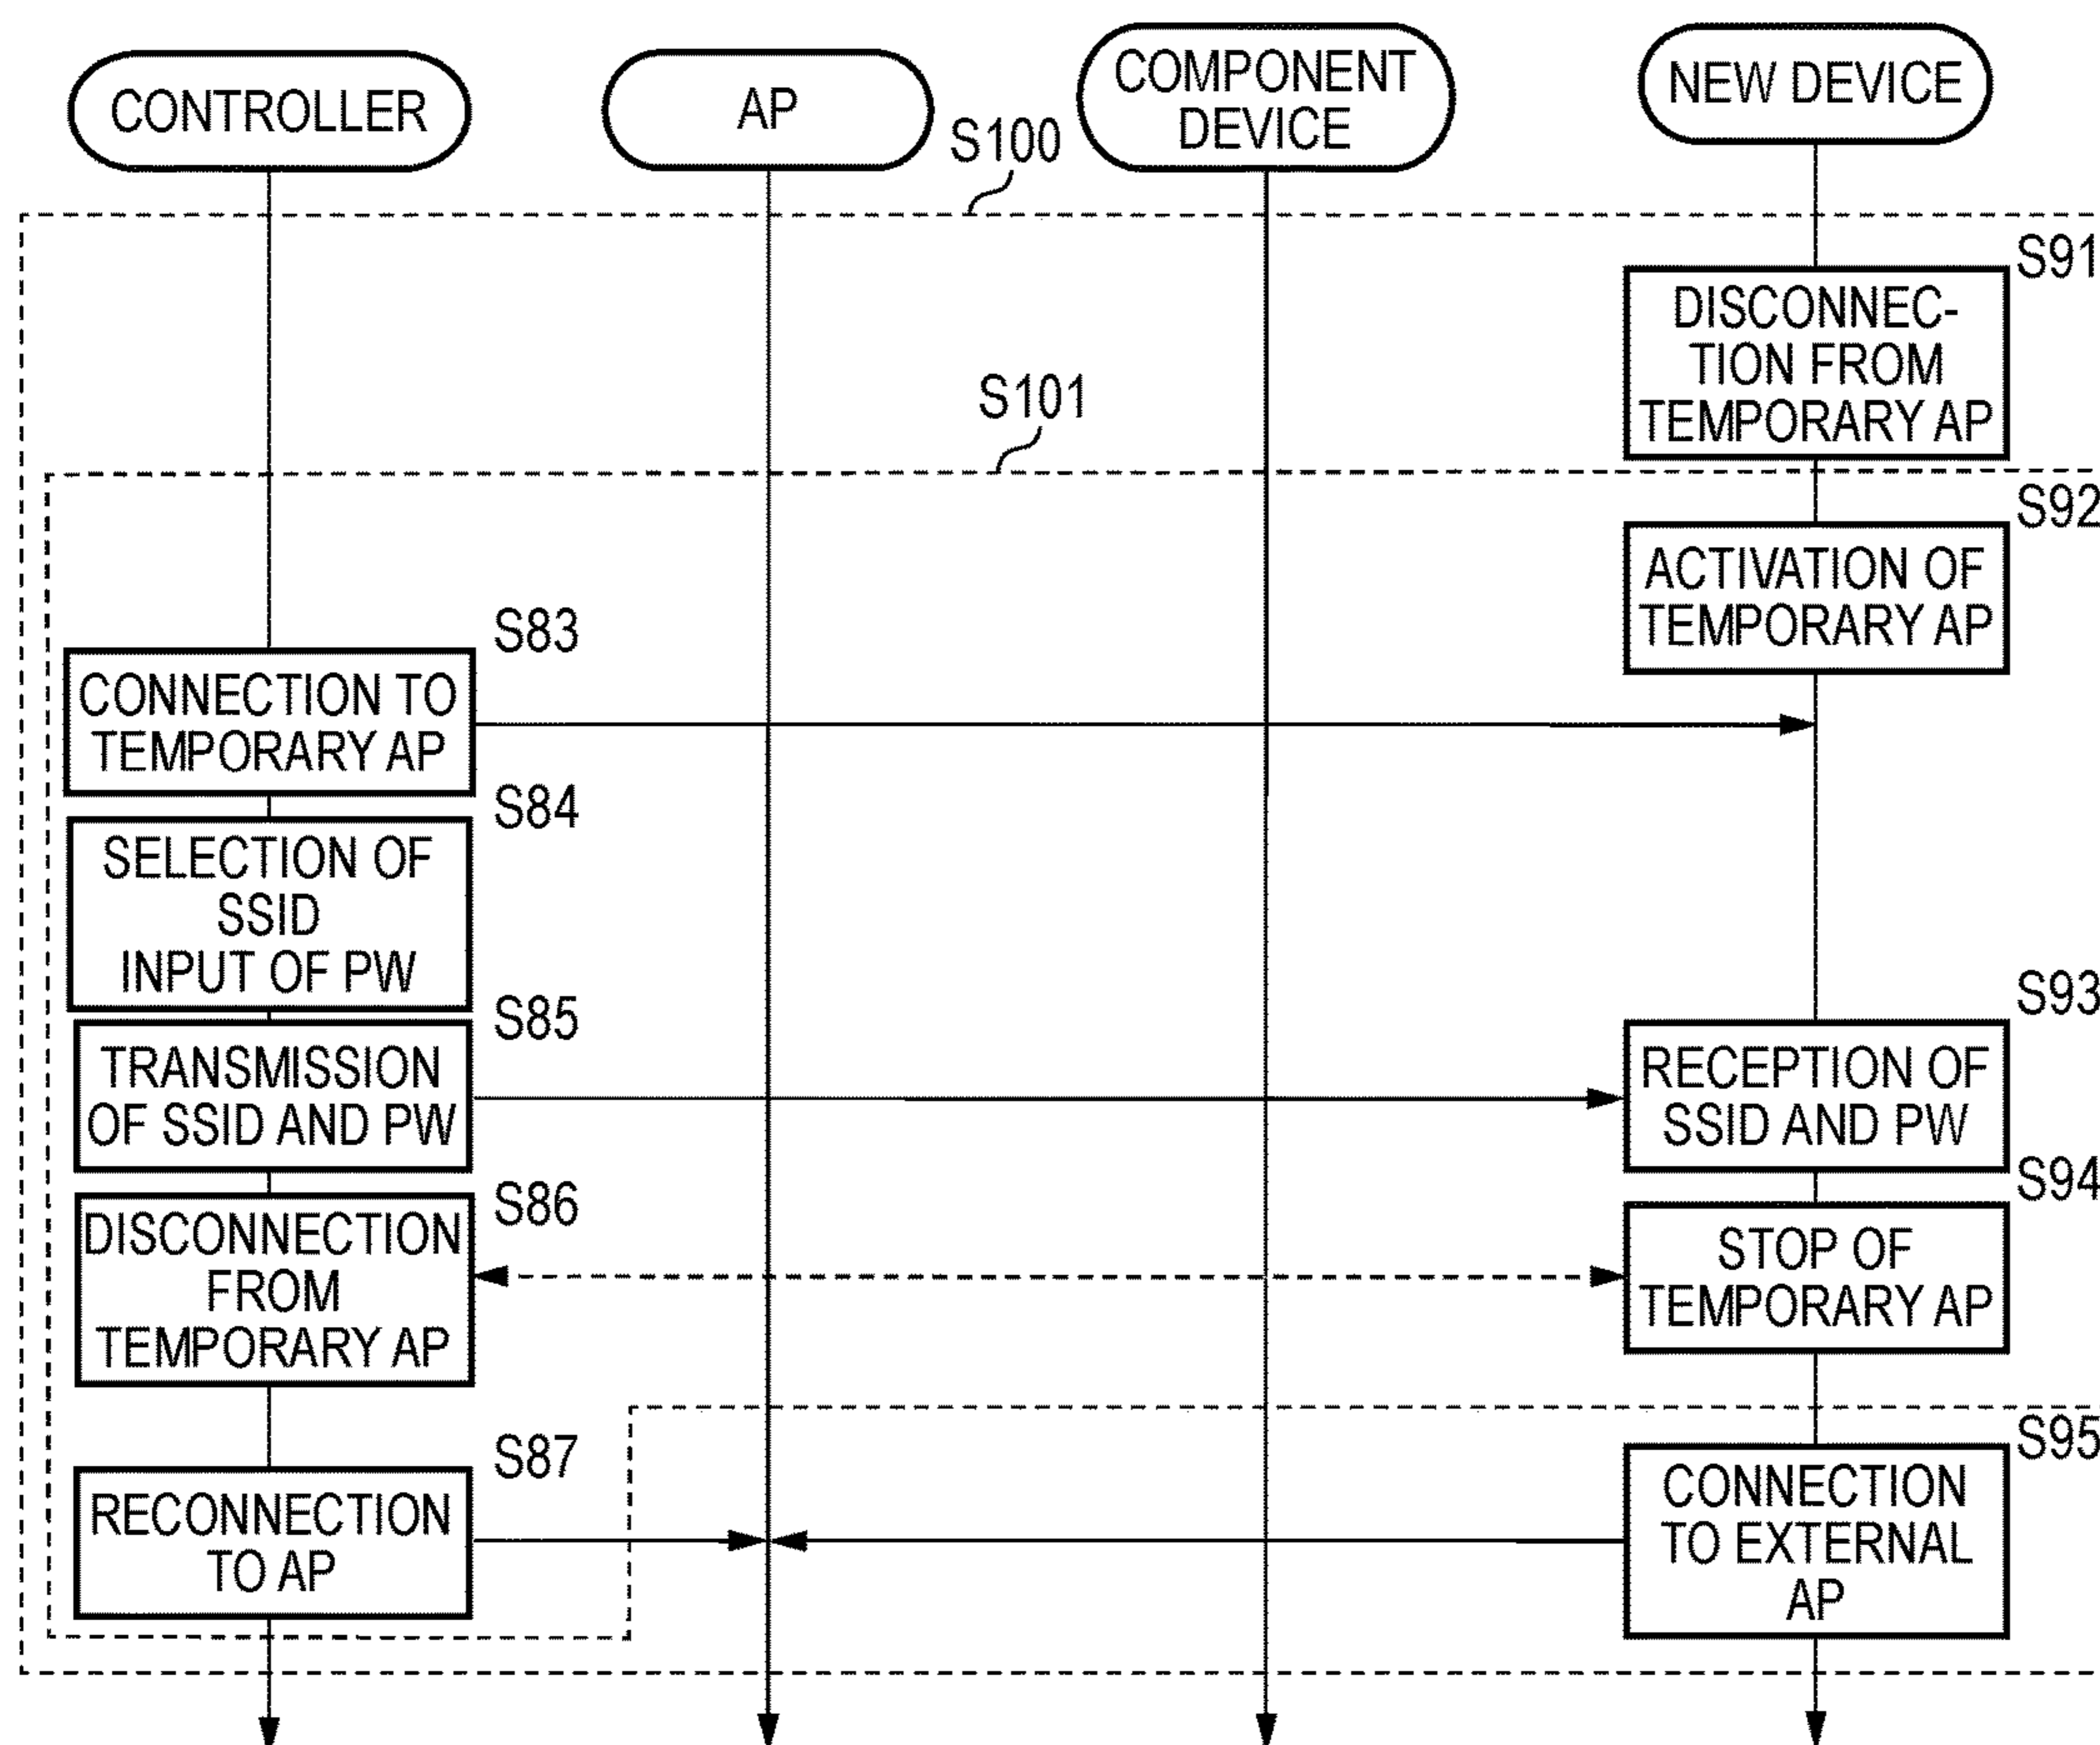 CONTROLLER
AP
COMPONENT
DEVICE
NEW DEVICE
S100
S91
DISCONNEC-
TION FROM
TEMPORARY AP
S101
S92
ACTIVATION OF
TEMPORARY AP
S83
CONNECTION TO
TEMPORARY AP
S84
SELECTION OF
SSID
INPUT OF PW
S85
TRANSMISSION
OF SSID AND PW
S93
RECEPTION OF
SSID AND PW
S86
DISCONNECTION
FROM
TEMPORARY AP
S94
STOP OF
TEMPORARY AP
S87
RECONNECTION
TO AP
S95
CONNECTION
TO EXTERNAL
AP